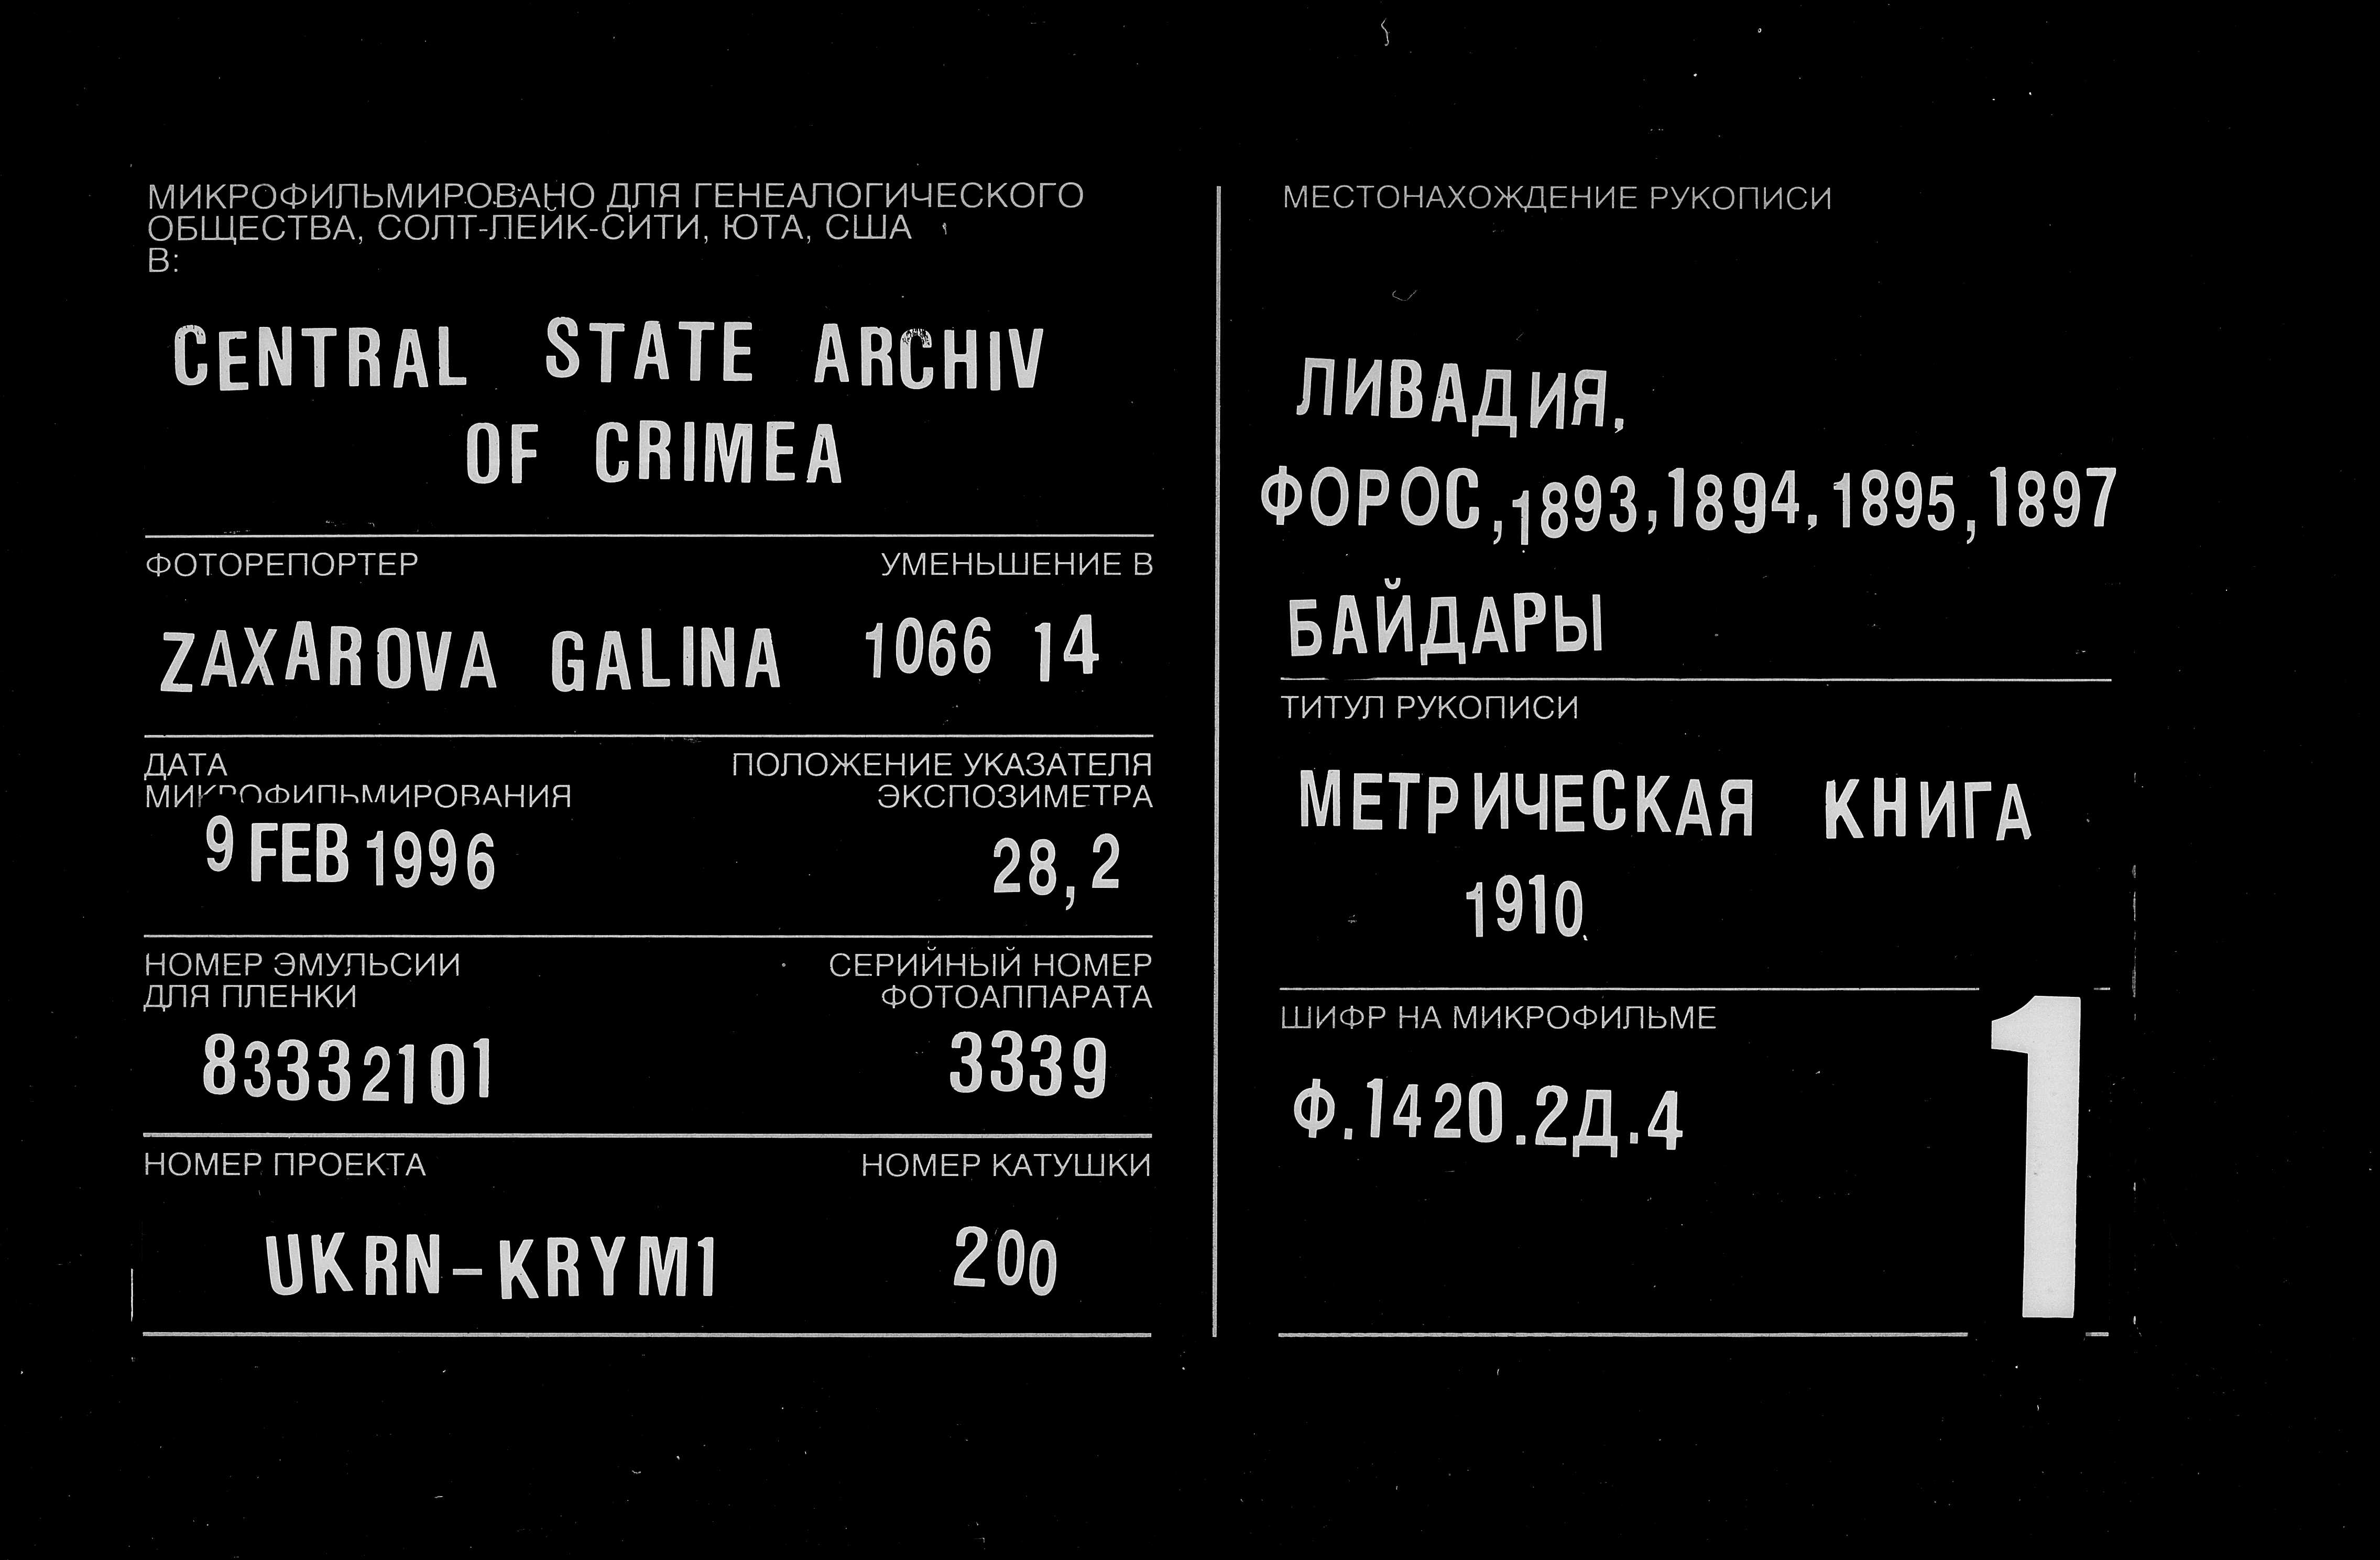 МИКРОФИЛЬМИРОВАНО ДЛЯ ГЕНЕАЛОГИЧЕСКОГО
ОБЩЕСТВА, СОЛТ-ЛЕЙК-СИТИ, ЮТА, США
В:
CENTRAL STATE ARCHIV
OF CRIMEA
ФОТОРЕПОРТЕР УМЕНЬШЕНИЕ В
ZAXAROVA GALINA 1066 14
ДАТА ПОЛОЖЕНИЕ УКАЗАТЕЛЯ
МИКРОФИЛЬМИРОВАНИЯ ЭКСПОЗИМЕТРА
9 FEB 1996 28,2
НОМЕР ЭМУЛЬСИИ СЕРИЙНЫЙ НОМЕР
ДЛЯ ПЛЕНКИ ФОТОАППАРАТА
83332101 3339
НОМЕР ПРОЕКТА НОМЕР КАТУШКИ
UKRN-KRYM1 200
МЕСТОНАХОЖДЕНИЕ РУКОПИСИ
ЛИВАДИЯ,
ФОРОС,1893,1894,1895,1897
БАЙДАРЫ
ТИТУЛ РУКОПИСИ
МЕТРИЧЕСКАЯ КНИГА
1910.
ШИФР НА МИКРОФИЛЬМЕ
Ф.1420.2Д.4
1